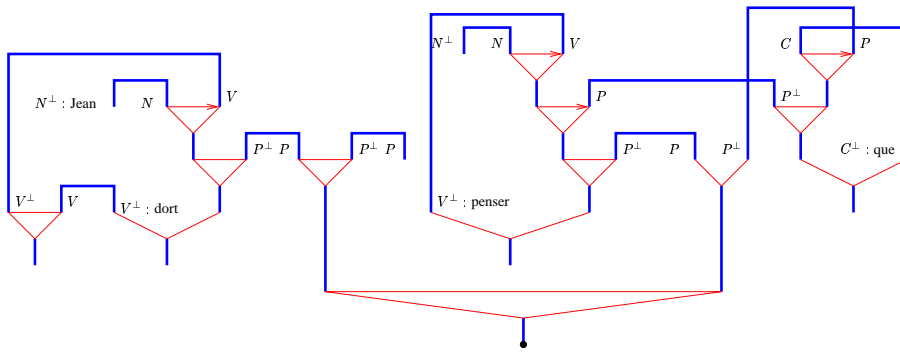 N⊥ N V C P
N⊥ : Jean N V P P⊥
P⊥ P P⊥ P P⊥ P P⊥ C⊥ : que
V⊥ V V⊥ : dort V⊥ : penser